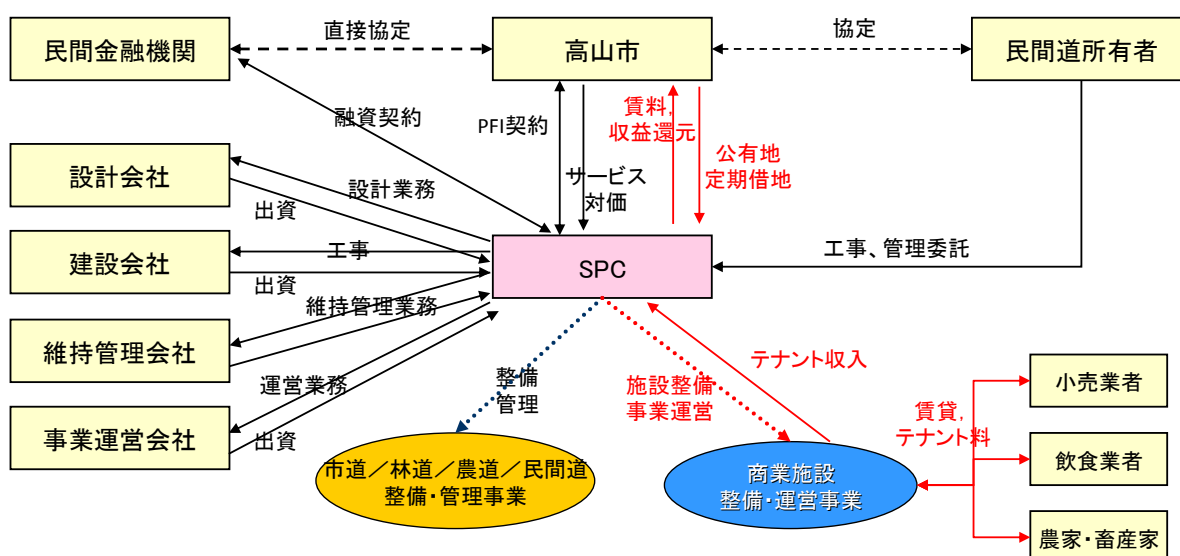 民間金融機関
直接協定
高山市
協定
民間道所有者
融資契約
PFI契約
サービス
対価
賃料,
収益還元
公有地
定期借地
設計会社
設計業務
出資
建設会社
工事
出資
SPC
工事、管理委託
維持管理会社
維持管理業務
事業運営会社
運営業務
出資
整備
管理
施設整備
事業運営
テナント収入
市道／林道／農道／民間道
整備・管理事業
商業施設
整備・運営事業
賃貸,
テナント料
小売業者
飲食業者
農家・畜産家